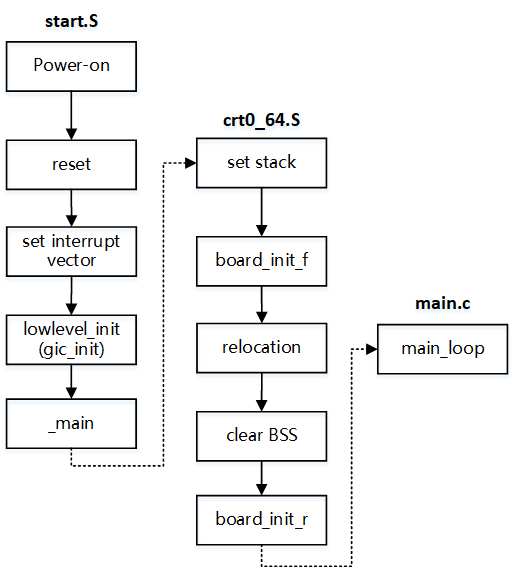 start.S
Power-on
reset
set interrupt
vector
lowlevel_init
(gic_init)
_main
crt0_64.S
set stack
board_init_f
relocation
clear BSS
board_init_r
main.c
main_loop